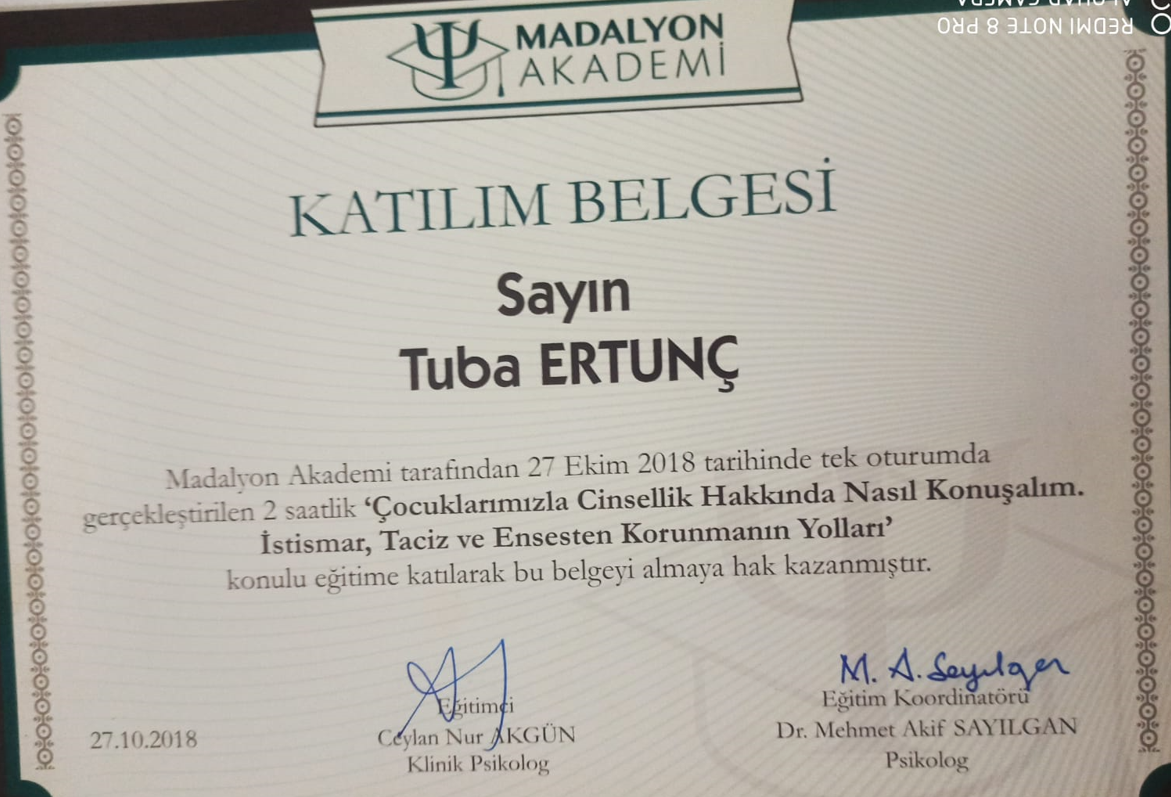 MADALYON
AKADEMİ
REDMI NOTE 8 PRO
KATILIM BELGESİ
Sayın
Tuba ERTUNÇ
Madalyon Akademi tarafından 27 Ekim 2018 tarihinde tek oturumda
gerçekleştirilen 2 saatlik ‘Çocuklarımızla Cinsellik Hakkında Nasıl Konuşalım.
İstismar, Taciz ve Ensesten Korunmanın Yolları’
konulu eğitime katılarak bu belgeyi almaya hak kazanmıştır.
M. A. Sayılgan
Eğitimci
Eğitim Koordinatörü
27.10.2018
Ceylan Nur AKGÜN
Dr. Mehmet Akif SAYILGAN
Klinik Psikolog
Psikolog